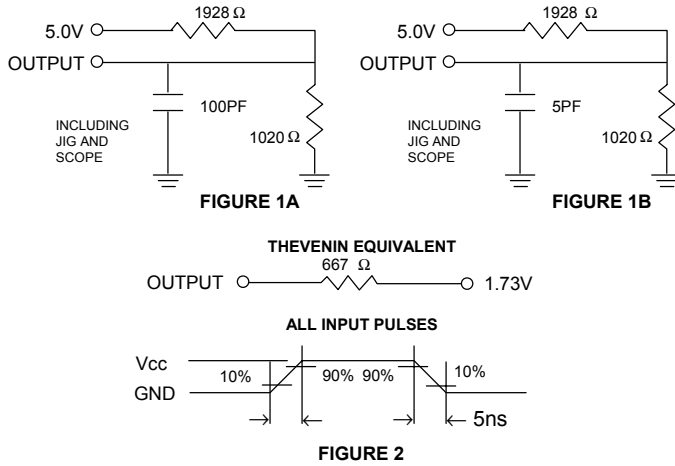 1928 Ω
5.0V
OUTPUT
100PF
INCLUDING
JIG AND
SCOPE
1020 Ω
FIGURE 1A
1928 Ω
5.0V
OUTPUT
5PF
INCLUDING
JIG AND
SCOPE
1020 Ω
FIGURE 1B
THEVENIN EQUIVALENT
667 Ω
OUTPUT 1.73V
ALL INPUT PULSES
Vcc
GND
10% 90% 90% 10%
5ns
FIGURE 2